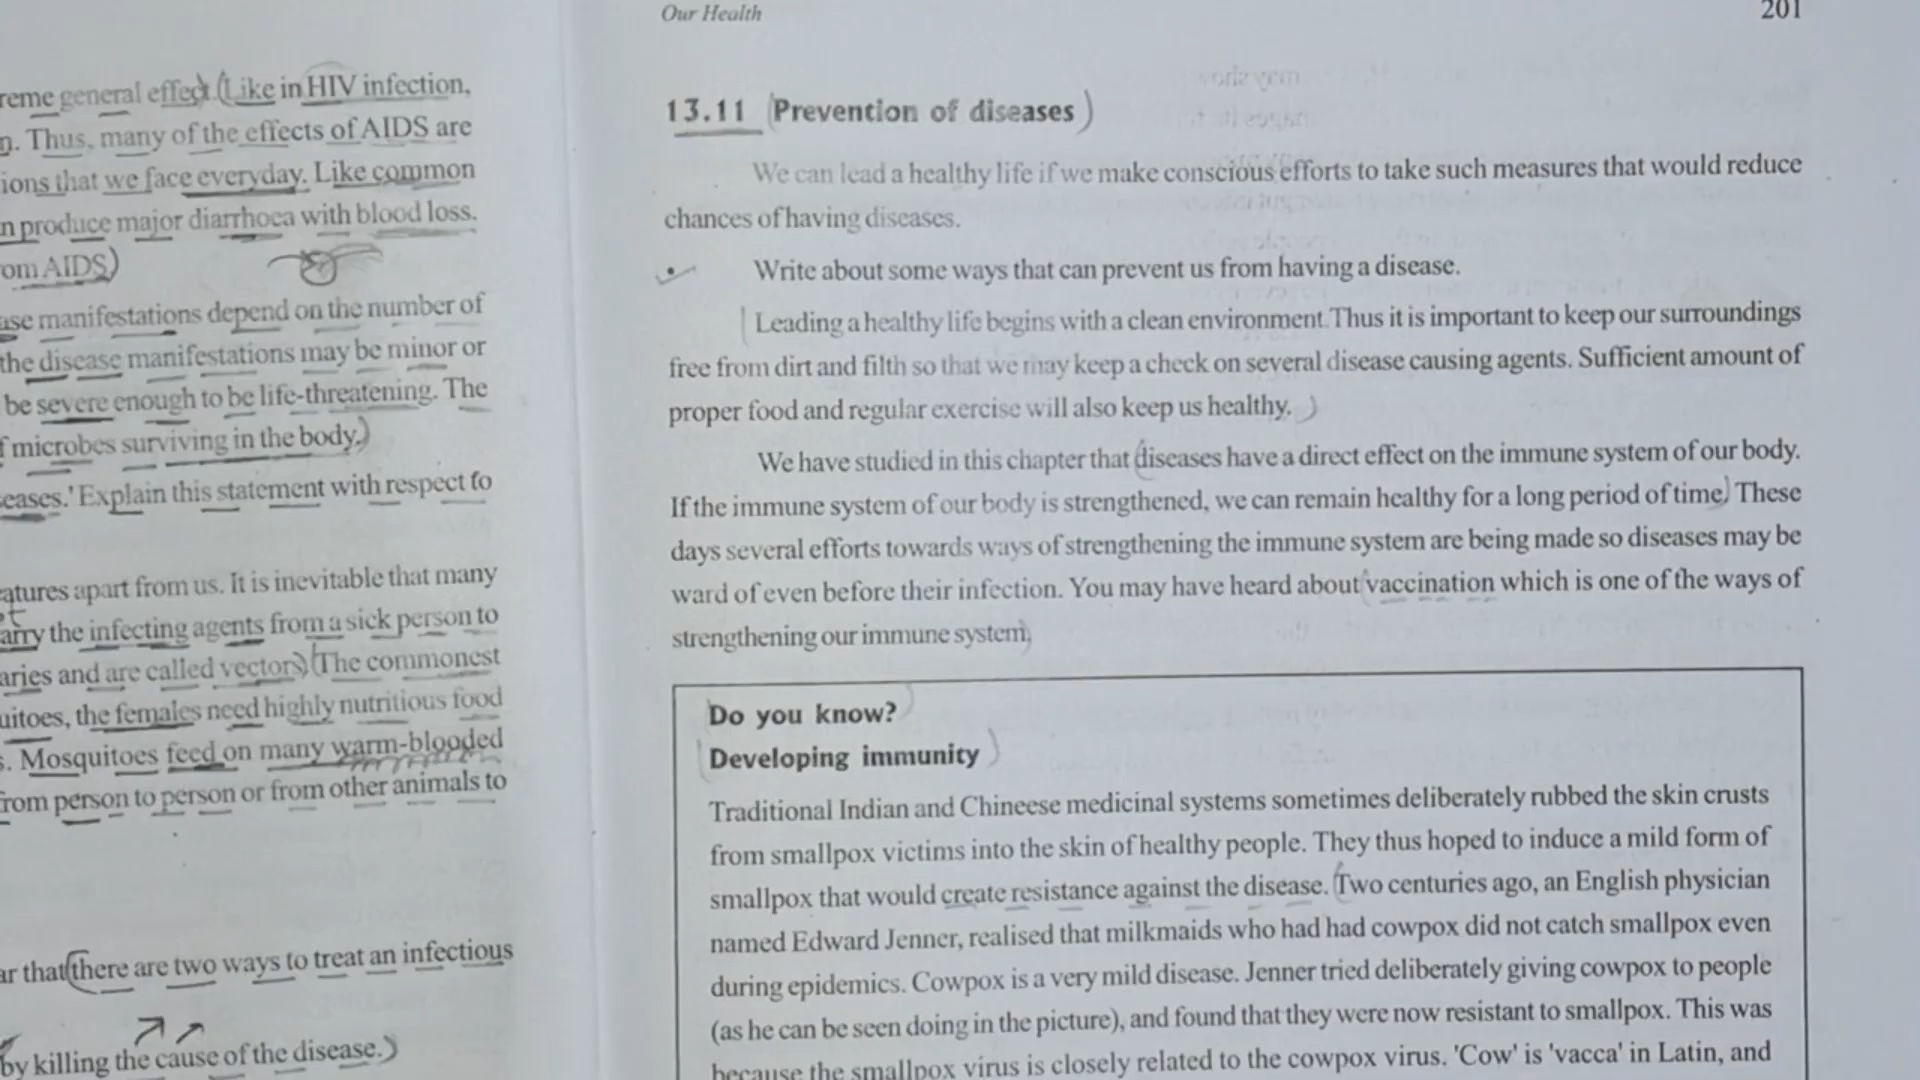 reme general effect (Like in HIV infection,
n. Thus, many of the effects of AIDS are
ions that we face everyday. Like common
n produce major diarrhoea with blood loss.
om AIDS)
ase manifestations depend on the number of
the disease manifestations may be minor or
be severe enough to be life-threatening. The
f microbes surviving in the body.)
eases.' Explain this statement with respect to
atures apart from us. It is inevitable that many
arry the infecting agents from a sick person to
aries and are called vectors) (The commonest
uitoes, the females need highly nutritious food
s. Mosquitoes feed on many warm-blooded
from person to person or from other animals to
ar that (there are two ways to treat an infectious
by killing the cause of the disease.)
Our Health
201
13.11 (Prevention of diseases)
We can lead a healthy life if we make conscious efforts to take such measures that would reduce
chances of having diseases.
• Write about some ways that can prevent us from having a disease.
Leading a healthy life begins with a clean environment. Thus it is important to keep our surroundings
free from dirt and filth so that we may keep a check on several disease causing agents. Sufficient amount of
proper food and regular exercise will also keep us healthy. )
We have studied in this chapter that (diseases have a direct effect on the immune system of our body.
If the immune system of our body is strengthened, we can remain healthy for a long period of time) These
days several efforts towards ways of strengthening the immune system are being made so diseases may be
ward of even before their infection. You may have heard about (vaccination which is one of the ways of
strengthening our immune system)
Do you know?
Developing immunity
Traditional Indian and Chineese medicinal systems sometimes deliberately rubbed the skin crusts
from smallpox victims into the skin of healthy people. They thus hoped to induce a mild form of
smallpox that would create resistance against the disease. (Two centuries ago, an English physician
named Edward Jenner, realised that milkmaids who had had cowpox did not catch smallpox even
during epidemics. Cowpox is a very mild disease. Jenner tried deliberately giving cowpox to people
(as he can be seen doing in the picture), and found that they were now resistant to smallpox. This was
because the smallpox virus is closely related to the cowpox virus. 'Cow' is 'vacca' in Latin, and